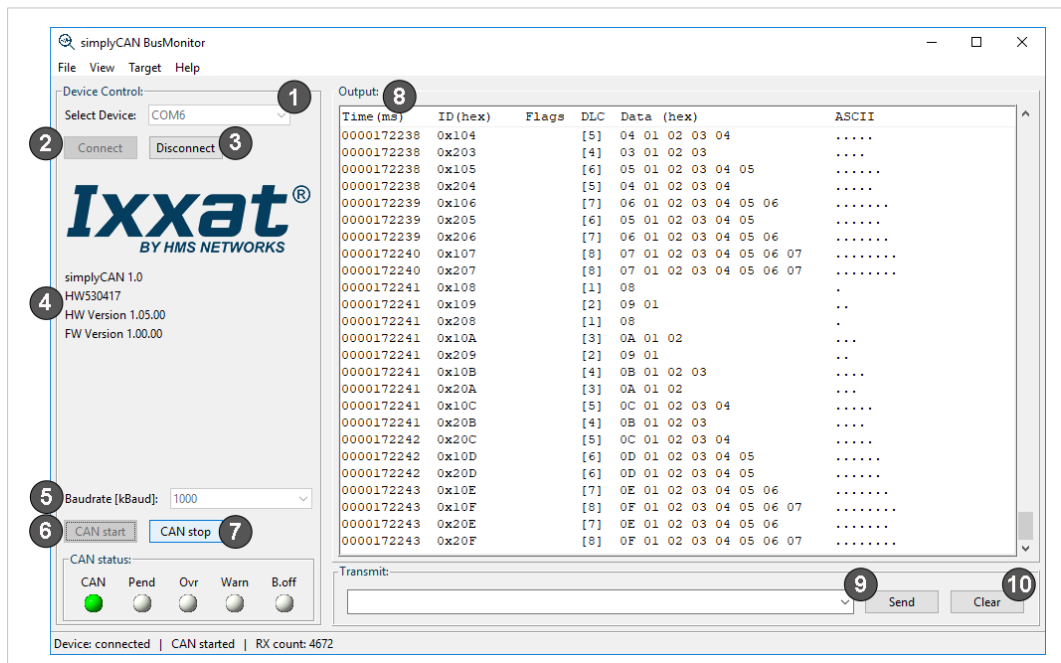 simplyCAN BusMonitor
File View Target Help
Device Control:
1
Select Device: COM6
2 Connect Disconnect 3
Ixxat®
BY HMS NETWORKS
simplyCAN 1.0
4 HW530417
HW Version 1.05.00
FW Version 1.00.00
5 Baudrate [kBaud]: 1000
6 CAN start CAN stop 7
CAN status:
CAN Pend Ovr Warn B.off
Output: 8
Time(ms) ID(hex) Flags DLC Data (hex) ASCII
0000172238 0x104 [5] 04 01 02 03 04 .....
0000172238 0x203 [4] 03 01 02 03 ....
0000172238 0x105 [6] 05 01 02 03 04 05 ......
0000172238 0x204 [5] 04 01 02 03 04 .....
0000172239 0x106 [7] 06 01 02 03 04 05 06 .......
0000172239 0x205 [6] 05 01 02 03 04 05 ......
0000172239 0x206 [7] 06 01 02 03 04 05 06 .......
0000172240 0x107 [8] 07 01 02 03 04 05 06 07 ........
0000172240 0x207 [8] 07 01 02 03 04 05 06 07 ........
0000172241 0x108 [1] 08 .
0000172241 0x109 [2] 09 01 ..
0000172241 0x208 [1] 08 .
0000172241 0x10A [3] 0A 01 02 ...
0000172241 0x209 [2] 09 01 ..
0000172241 0x10B [4] 0B 01 02 03 ....
0000172241 0x20A [3] 0A 01 02 ...
0000172241 0x10C [5] 0C 01 02 03 04 .....
0000172241 0x20B [4] 0B 01 02 03 ....
0000172242 0x20C [5] 0C 01 02 03 04 .....
0000172242 0x10D [6] 0D 01 02 03 04 05 ......
0000172242 0x20D [6] 0D 01 02 03 04 05 ......
0000172243 0x10E [7] 0E 01 02 03 04 05 06 .......
0000172243 0x10F [8] 0F 01 02 03 04 05 06 07 ........
0000172243 0x20E [7] 0E 01 02 03 04 05 06 .......
0000172243 0x20F [8] 0F 01 02 03 04 05 06 07 ........
Transmit:
9 10
Send Clear
Device: connected | CAN started | RX count: 4672